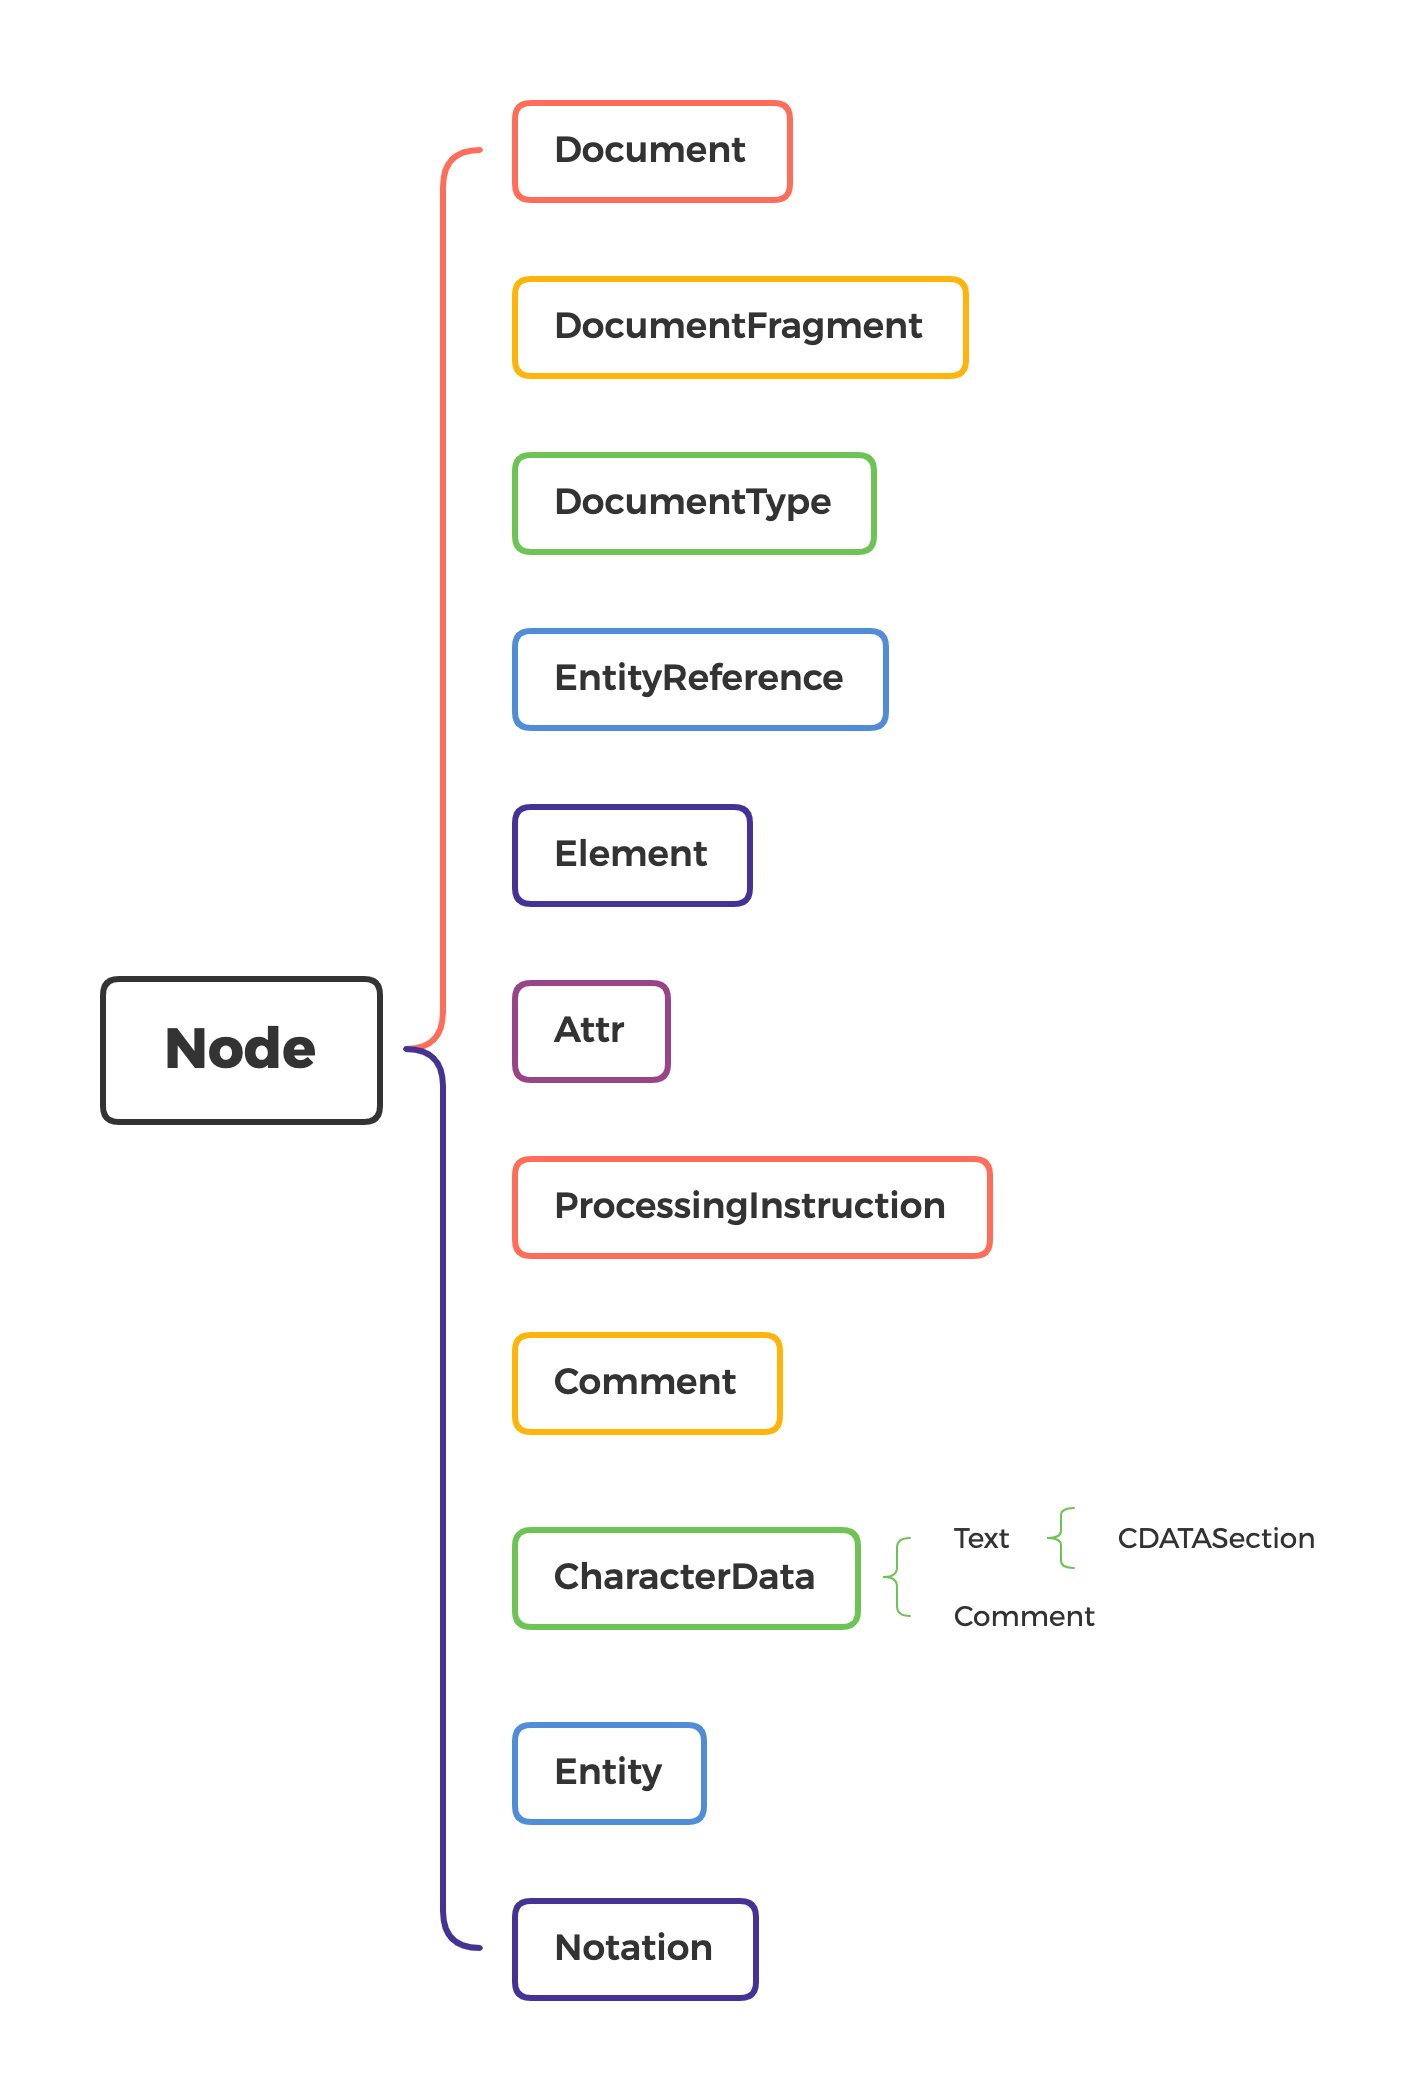 Document
DocumentFragment
DocumentType
EntityReference
Element
Node
Attr
ProcessingInstruction
Comment
CharacterData
Text
CDATASection
Comment
Entity
Notation